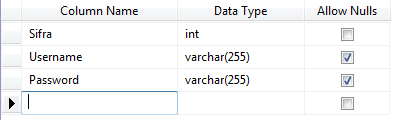 Column Name Data Type Allow Nulls
Sifra int
Username varchar(255)
Password varchar(255)